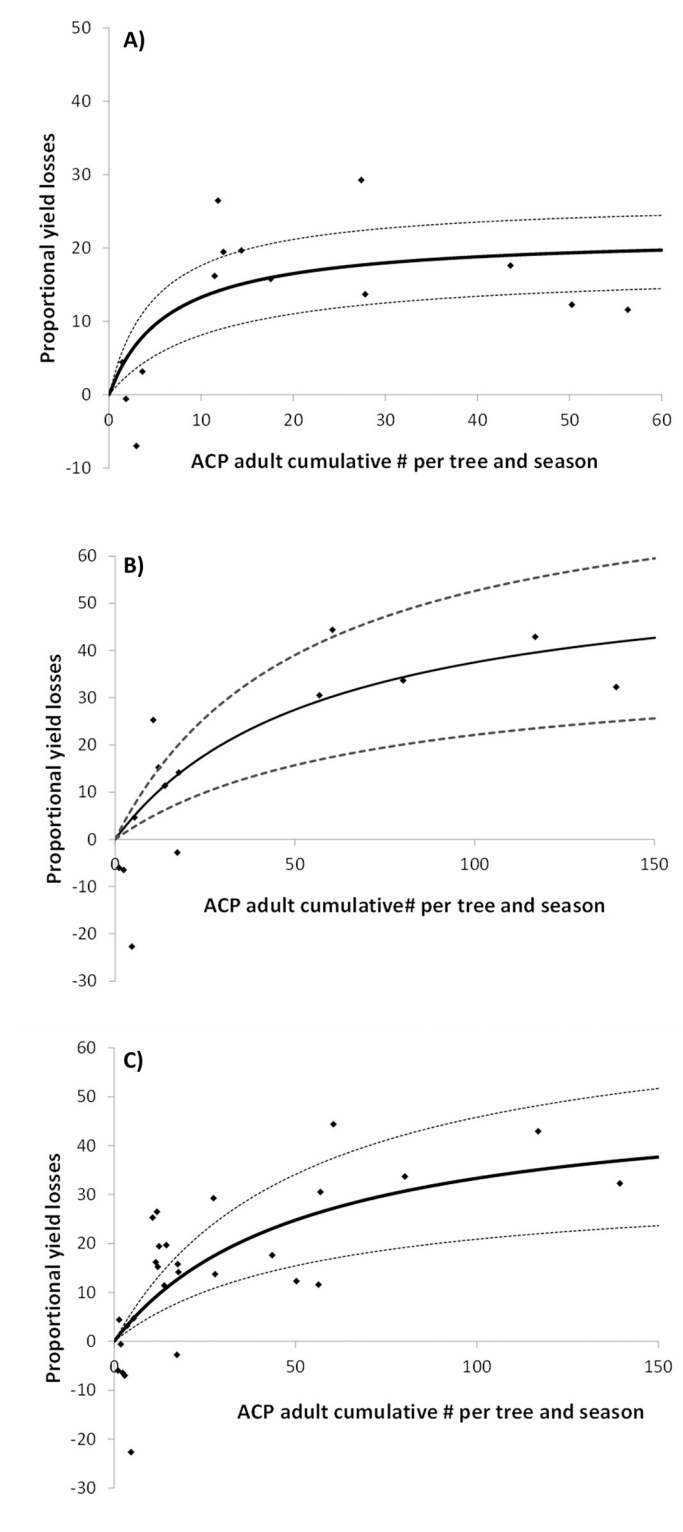 A)
Proportional yield losses
50
40
30
20
10
0
-10
0 10 20 30 40 50 60
ACP adult cumulative # per tree and season
B)
Proportional yield losses
60
50
40
30
20
10
0
-10
-20
-30
0 50 100 150
ACP adult cumulative# per tree and season
C)
Proportional yield losses
60
50
40
30
20
10
0
-10
-20
-30
0 50 100 150
ACP adult cumulative # per tree and season